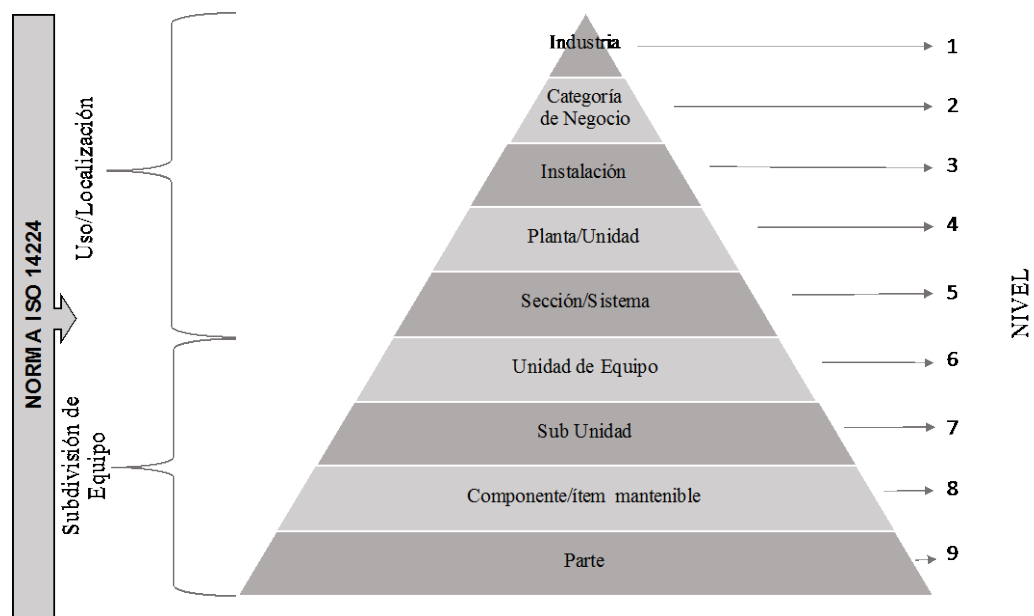 NORMA ISO 14224
Uso/Localización
Subdivisión de
Equipo
Industria
1
Categoría
de Negocio
2
Instalación
3
Planta/Unidad
4
Sección/Sistema
5
Unidad de Equipo
6
Sub Unidad
7
Componente/ítem mantenible
8
Parte
9
NIVEL